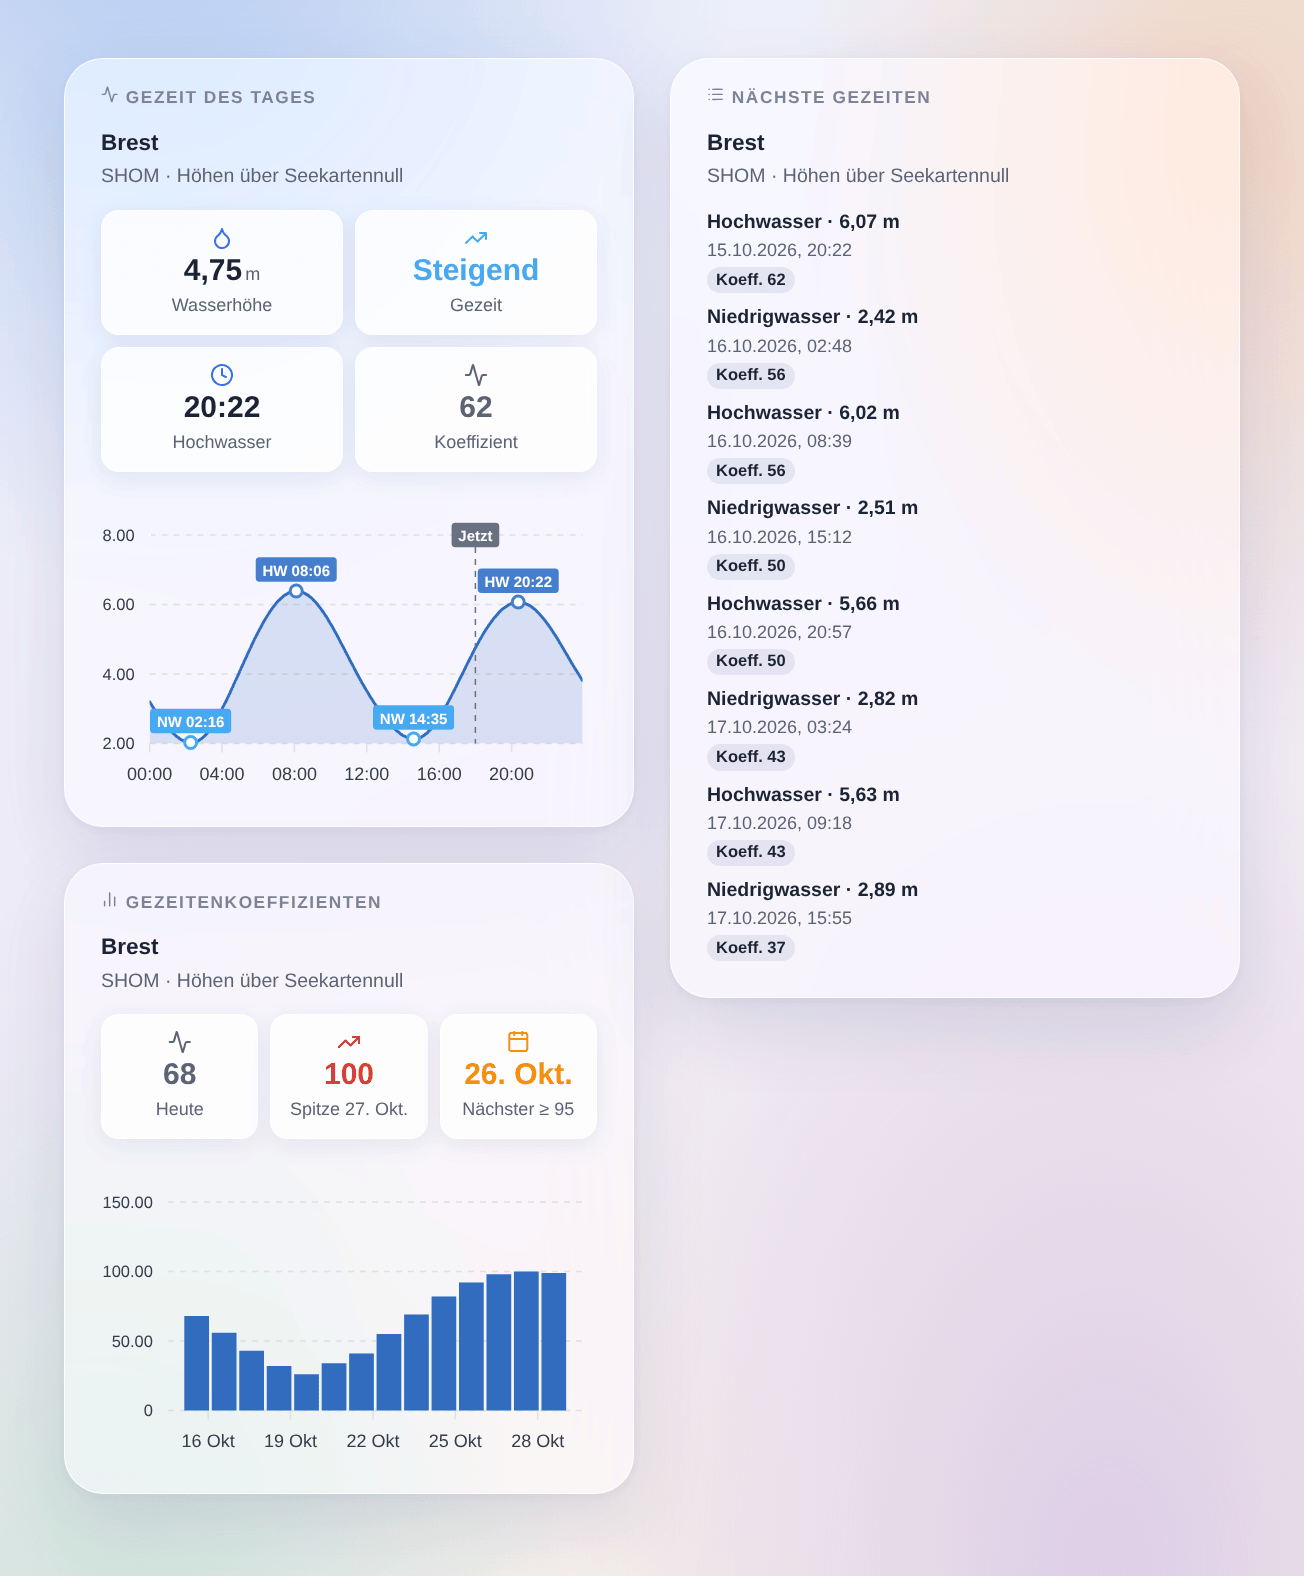 GEZEIT DES TAGES
Brest
SHOM · Höhen über Seekartennull
4,75 m
Wasserhöhe
Steigend
Gezeit
20:22
Hochwasser
62
Koeffizient
8.00
6.00
4.00
2.00
Jetzt
HW 08:06
HW 20:22
NW 02:16
NW 14:35
00:00 04:00 08:00 12:00 16:00 20:00
GEZEITENKOEFFIZIENTEN
Brest
SHOM · Höhen über Seekartennull
68
Heute
100
Spitze 27. Okt.
26. Okt.
Nächster ≥ 95
150.00
100.00
50.00
0
16 Okt 19 Okt 22 Okt 25 Okt 28 Okt
NÄCHSTE GEZEITEN
Brest
SHOM · Höhen über Seekartennull
Hochwasser · 6,07 m
15.10.2026, 20:22
Koeff. 62
Niedrigwasser · 2,42 m
16.10.2026, 02:48
Koeff. 56
Hochwasser · 6,02 m
16.10.2026, 08:39
Koeff. 56
Niedrigwasser · 2,51 m
16.10.2026, 15:12
Koeff. 50
Hochwasser · 5,66 m
16.10.2026, 20:57
Koeff. 50
Niedrigwasser · 2,82 m
17.10.2026, 03:24
Koeff. 43
Hochwasser · 5,63 m
17.10.2026, 09:18
Koeff. 43
Niedrigwasser · 2,89 m
17.10.2026, 15:55
Koeff. 37